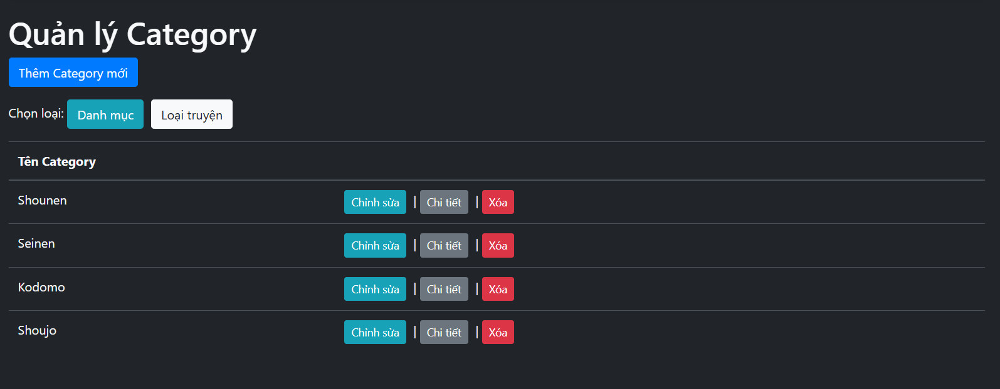 Quản lý Category
Thêm Category mới
Chọn loại: Danh mục Loại truyện
Tên Category
Shounen Chỉnh sửa | Chi tiết | Xóa
Seinen Chỉnh sửa | Chi tiết | Xóa
Kodomo Chỉnh sửa | Chi tiết | Xóa
Shoujo Chỉnh sửa | Chi tiết | Xóa